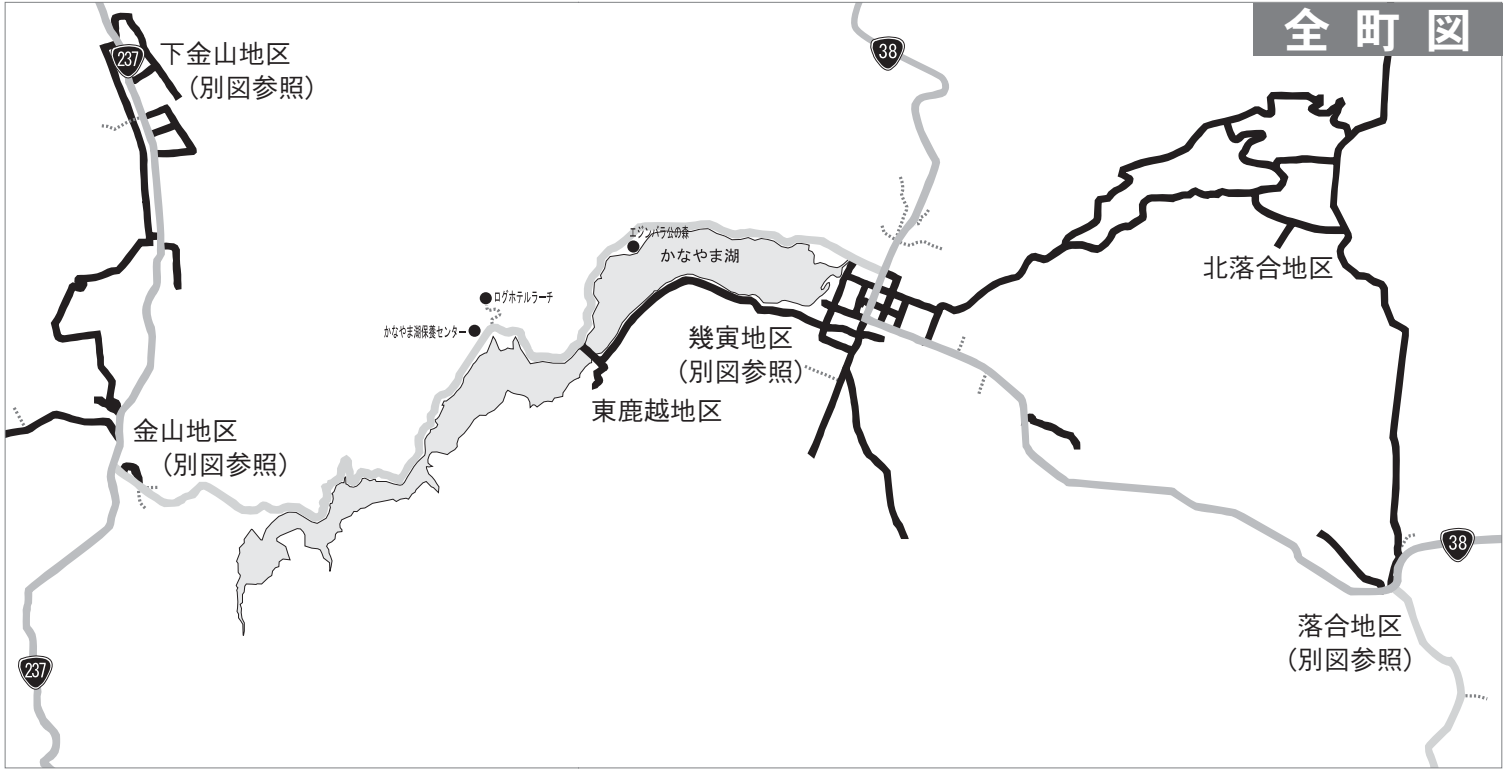 全町図
237
下金山地区
（別図参照）
38
エジンバラ公の森
かなやま湖
北落合地区
ログホテルラーチ
かなやま湖保養センター
幾寅地区
（別図参照）
東鹿越地区
金山地区
（別図参照）
38
落合地区
（別図参照）
237